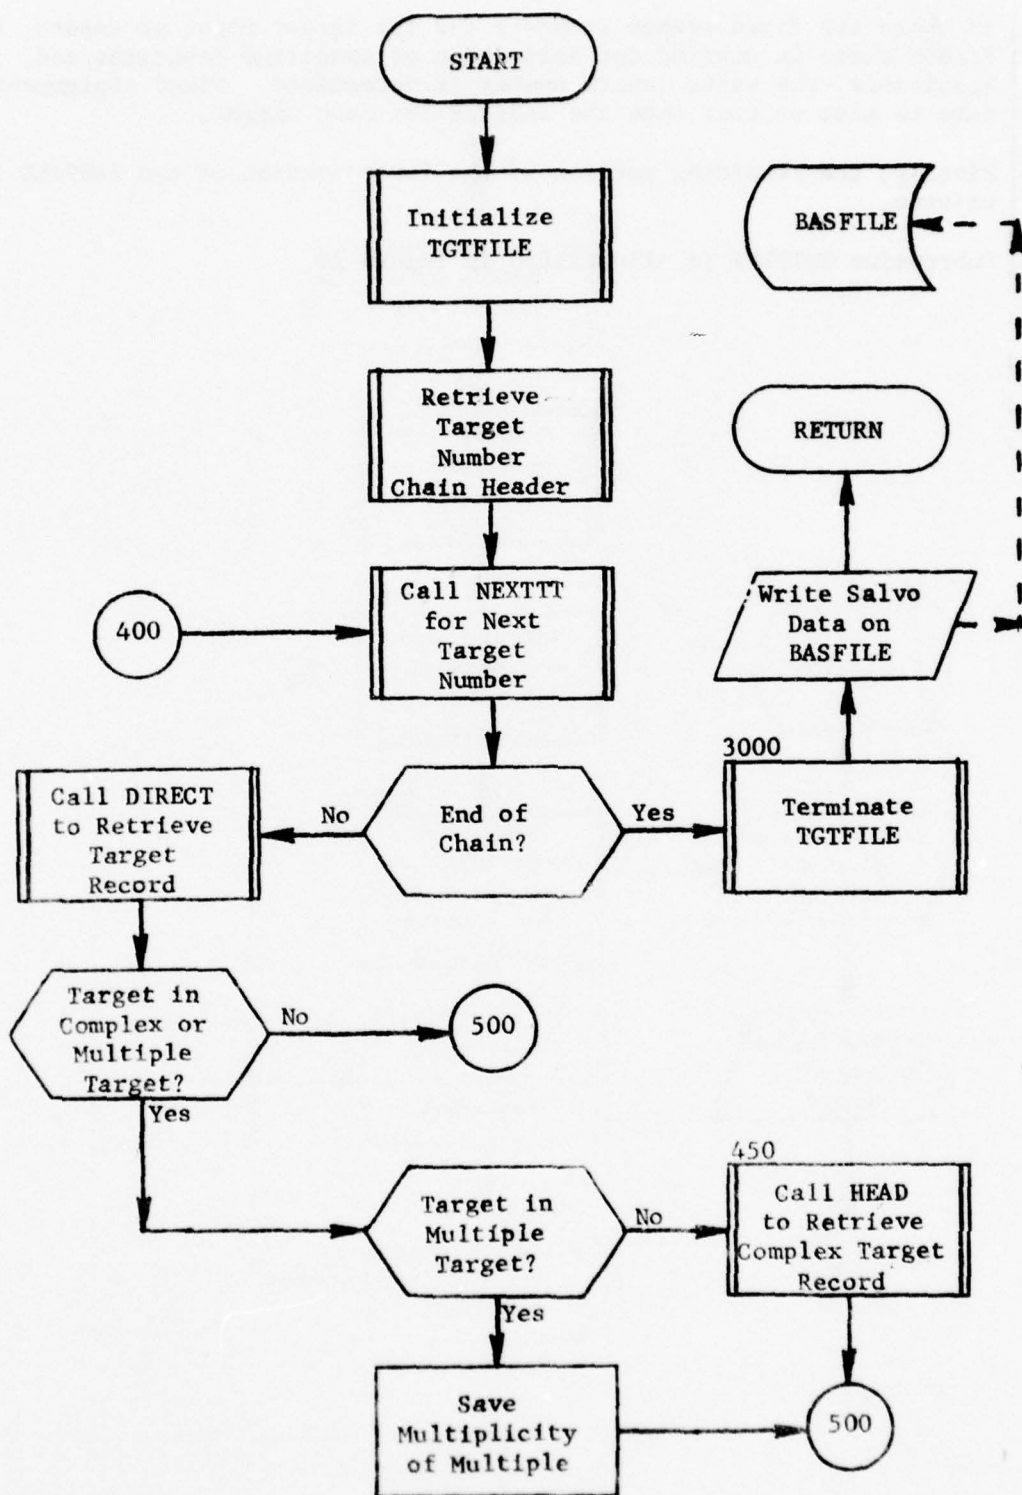 START
Initialize
TGTFILE
BASFILE
Retrieve
Target
Number
Chain Header
RETURN
400
Call NEXTTT
for Next
Target
Number
Write Salvo
Data on
BASFILE
3000
Call DIRECT
to Retrieve
Target
Record
No
End of
Chain?
Yes
Terminate
TGTFILE
Target in
Complex or
Multiple
Target?
No
500
Yes
450
Target in
Multiple
Target?
No
Call HEAD
to Retrieve
Complex Target
Record
Yes
Save
Multiplicity
of Multiple
500